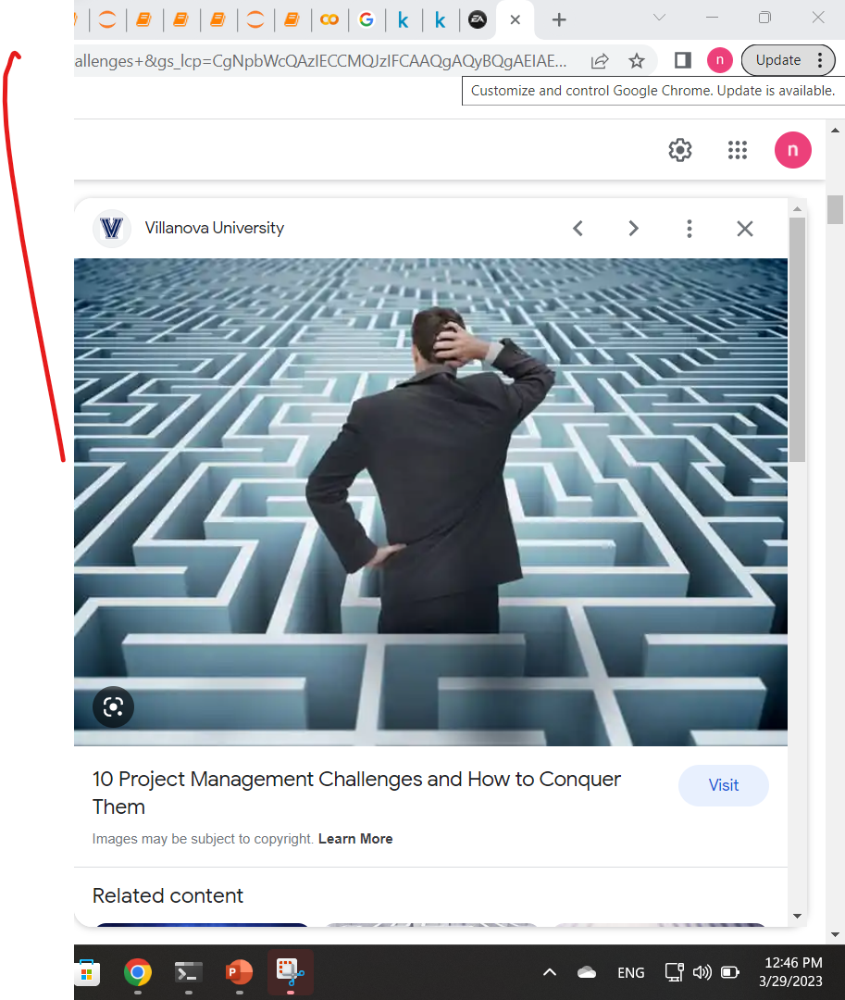 allenges+&gs_lcp=CgNpbWcQAzIECCMQJzIFCAAQgAQyBQgAEIAE...
n
Update
Customize and control Google Chrome. Update is available.
n
Villanova University
10 Project Management Challenges and How to Conquer
Them
Visit
Images may be subject to copyright. Learn More
Related content
ENG
12:46 PM
3/29/2023